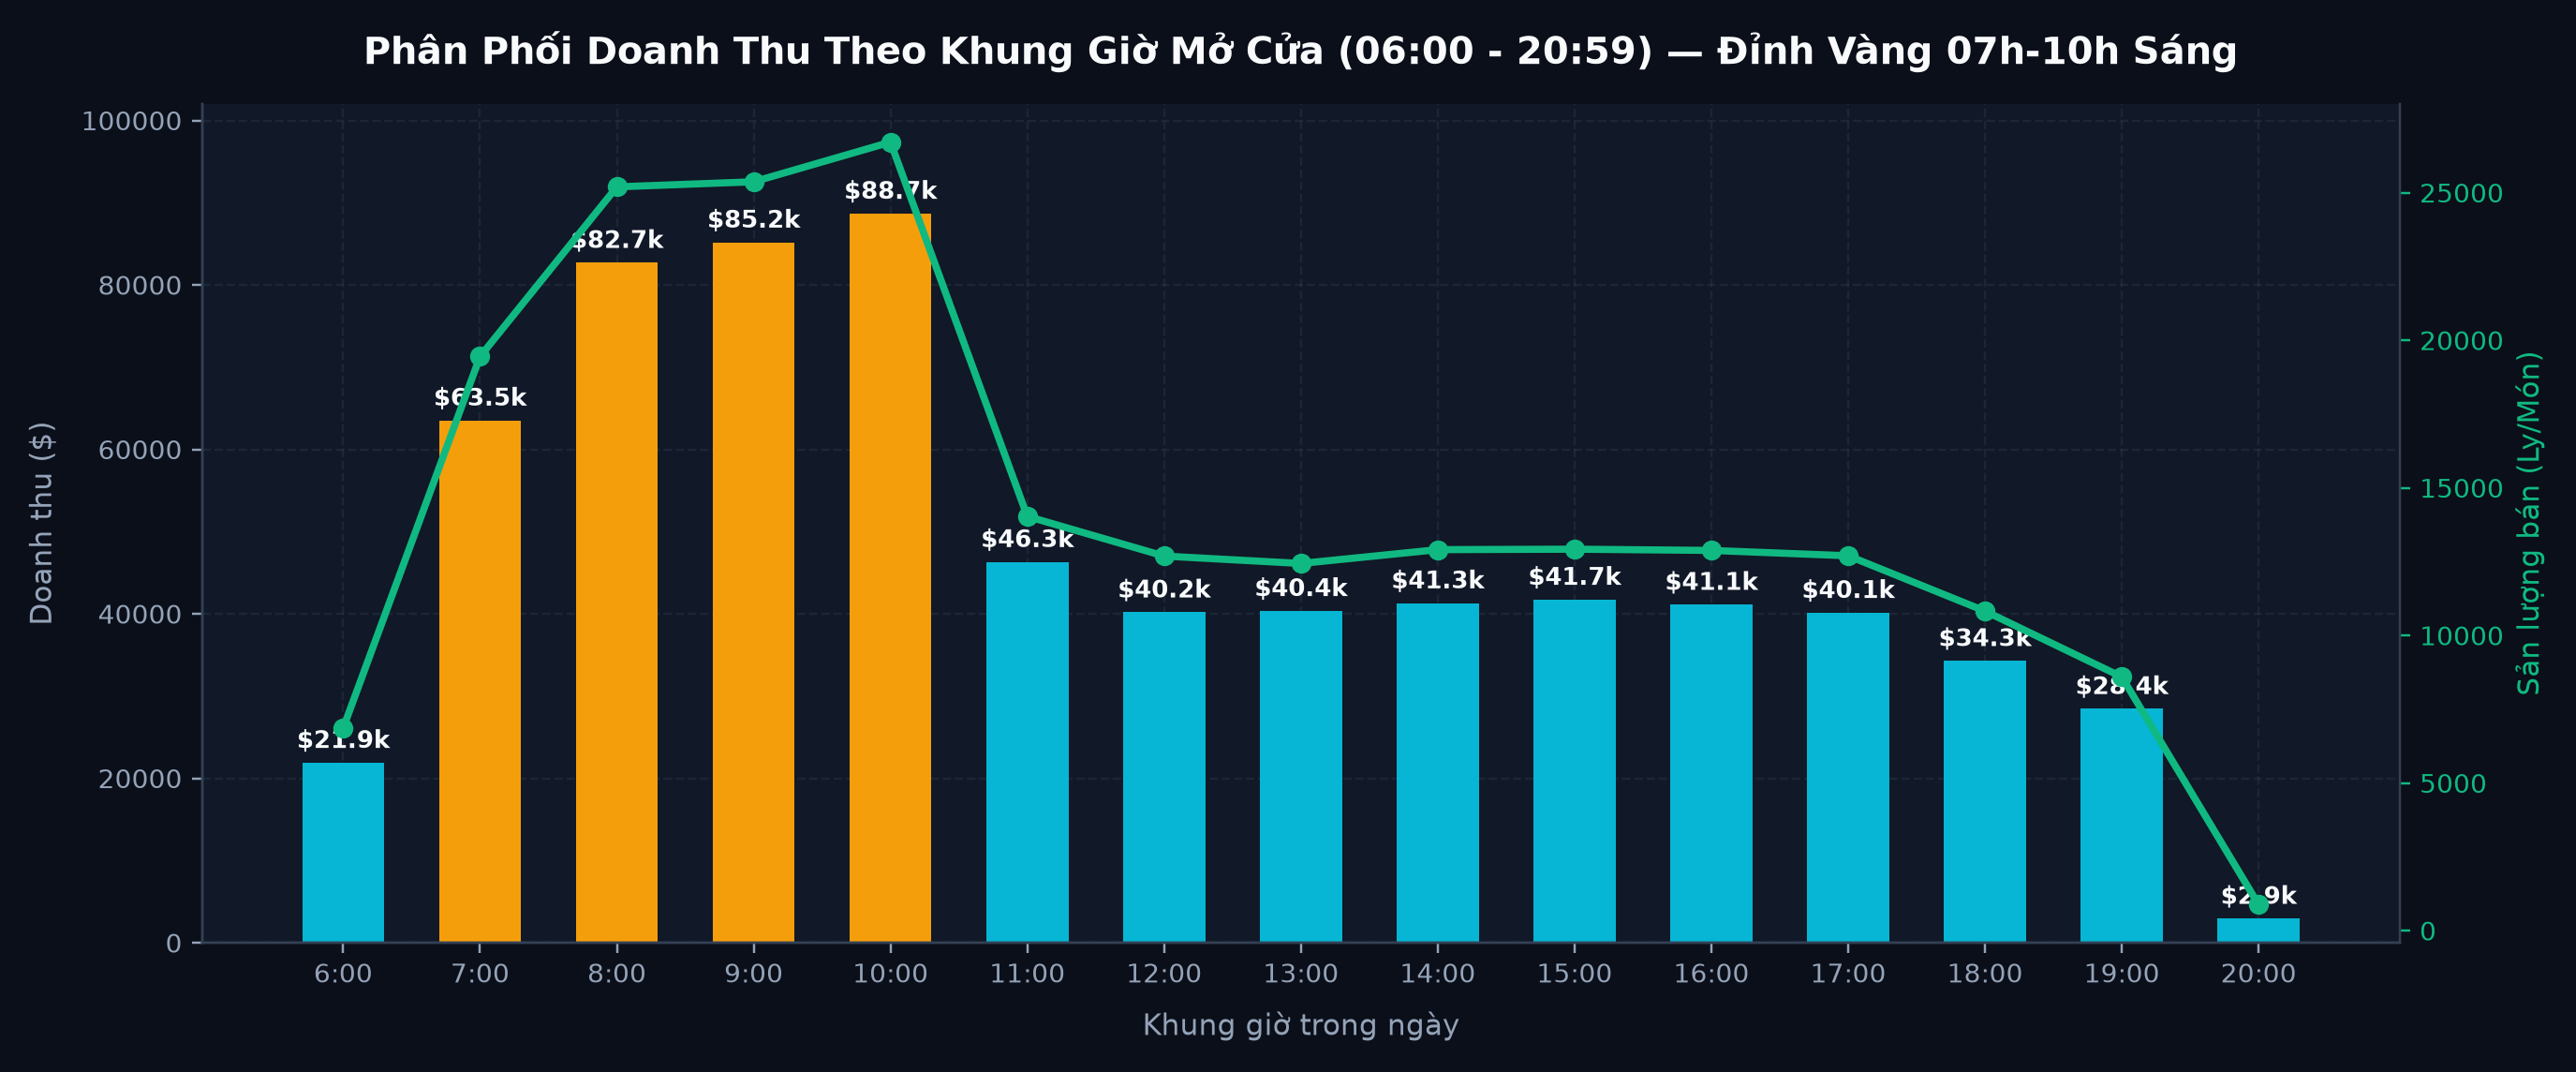 Phân Phối Doanh Thu Theo Khung Giờ Mở Cửa (06:00 - 20:59) — Đỉnh Vàng 07h-10h Sáng
Doanh thu ($)
100000
80000
60000
40000
20000
0
$21.9k
$63.5k
$82.7k
$85.2k
$88.7k
$46.3k
$40.2k
$40.4k
$41.3k
$41.7k
$41.1k
$40.1k
$34.3k
$28.4k
$2.9k
25000
20000
15000
10000
5000
0
Sản lượng bán (Ly/Món)
6:00 7:00 8:00 9:00 10:00 11:00 12:00 13:00 14:00 15:00 16:00 17:00 18:00 19:00 20:00
Khung giờ trong ngày